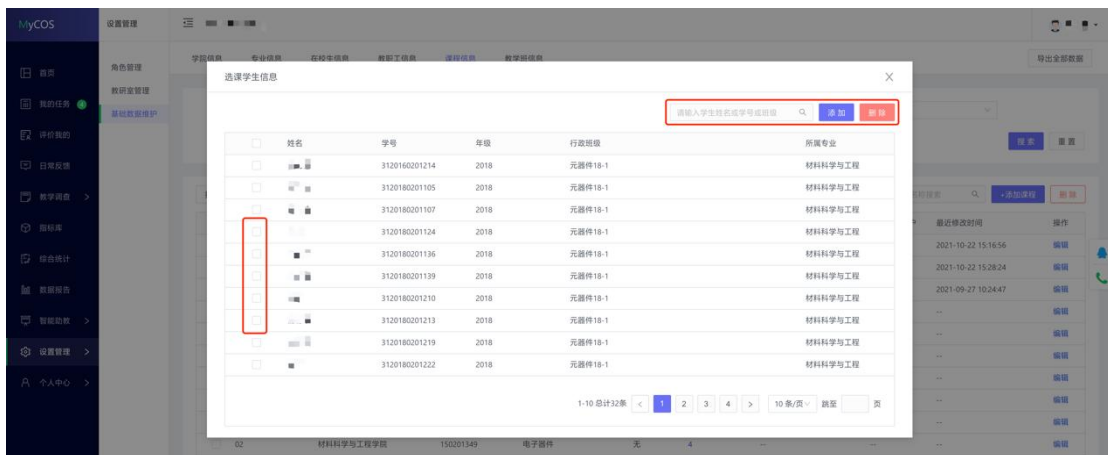 MyCOS
设置管理
首页
我的任务 4
评价我的
日常反馈
教学调查 >
指标库
综合统计
数据报告
智能助教 >
设置管理 >
个人中心 >
角色管理
教研室管理
基础数据维护
学院信息 专业信息 在校生信息 教职工信息 课程信息 教学班信息
导出全部数据
搜索 重置
名称搜索 +添加课程 删除
最近修改时间 操作
2021-10-22 15:16:56 编辑
2021-10-22 15:28:24 编辑
2021-09-27 10:24:47 编辑
-- 编辑
-- 编辑
-- 编辑
-- 编辑
-- 编辑
-- 编辑
02 材料科学与工程学院 150201349 电子器件 无 4 -- -- -- 编辑
选课学生信息 X
请输入学生姓名或学号或班级 添加 删除
姓名 学号 年级 行政班级 所属专业
3120160201214 2018 元器件18-1 材料科学与工程
3120180201105 2018 元器件18-1 材料科学与工程
3120180201107 2018 元器件18-1 材料科学与工程
3120180201124 2018 元器件18-1 材料科学与工程
3120180201136 2018 元器件18-1 材料科学与工程
3120180201139 2018 元器件18-1 材料科学与工程
3120180201210 2018 元器件18-1 材料科学与工程
3120180201213 2018 元器件18-1 材料科学与工程
3120180201219 2018 元器件18-1 材料科学与工程
3120180201222 2018 元器件18-1 材料科学与工程
1-10 总计32条 < 1 2 3 4 > 10 条/页 跳至 页